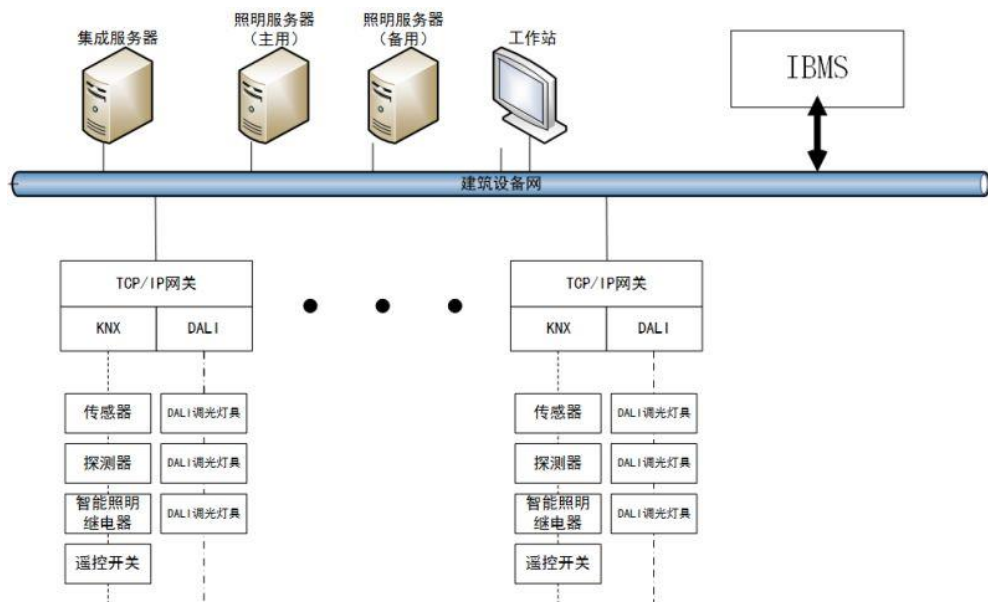 集成服务器
照明服务器
（主用）
照明服务器
（备用）
工作站
IBMS
建筑设备网
TCP/IP网关
KNX
DALI
TCP/IP网关
KNX
DALI
传感器
DALI调光灯具
探测器
DALI调光灯具
智能照明
继电器
DALI调光灯具
遥控开关
传感器
DALI调光灯具
探测器
DALI调光灯具
智能照明
继电器
DALI调光灯具
遥控开关